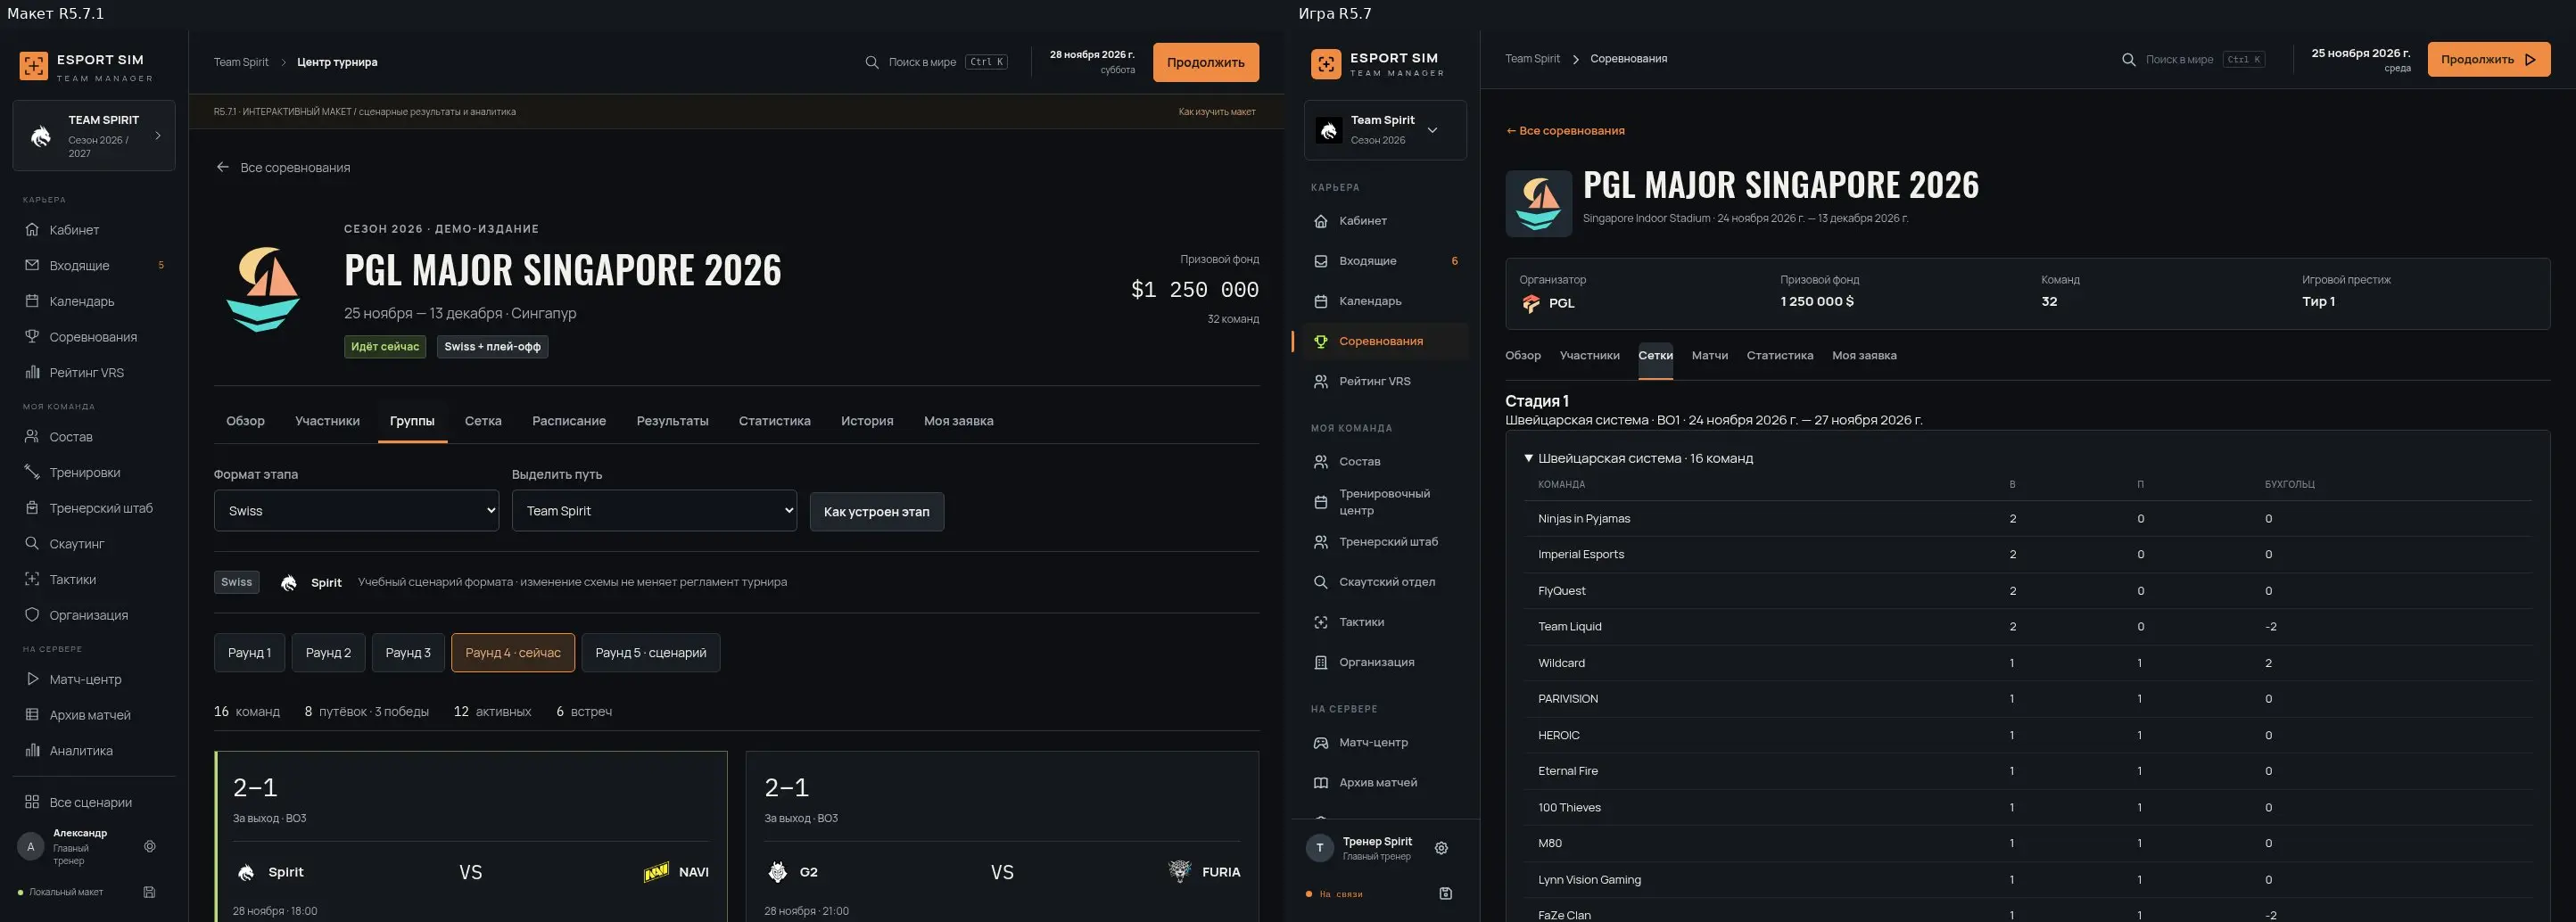 Макет R5.7.1
ESPORT SIM
TEAM MANAGER
TEAM SPIRIT
Сезон 2026 /
2027
КАРЬЕРА
Кабинет
Входящие 5
Календарь
Соревнования
Рейтинг VRS
МОЯ КОМАНДА
Состав
Тренировки
Тренерский штаб
Скаутинг
Тактики
Организация
НА СЕРВЕРЕ
Матч-центр
Архив матчей
Аналитика
Все сценарии
А
Александр
Главный
тренер
Локальный макет
Team Spirit > Центр турнира
Поиск в мире Ctrl K
28 ноября 2026 г.
суббота
Продолжить
R5.7.1 · ИНТЕРАКТИВНЫЙ МАКЕТ / сценарные результаты и аналитика
Как изучить макет
← Все соревнования
СЕЗОН 2026 · ДЕМО-ИЗДАНИЕ
PGL MAJOR SINGAPORE 2026
25 ноября — 13 декабря · Сингапур
Идёт сейчас Swiss + плей-офф
Призовой фонд
$1 250 000
32 команд
Обзор Участники Группы Сетка Расписание Результаты Статистика История Моя заявка
Формат этапа Выделить путь
Swiss Team Spirit Как устроен этап
Swiss Spirit Учебный сценарий формата · изменение схемы не меняет регламент турнира
Раунд 1 Раунд 2 Раунд 3 Раунд 4 · сейчас Раунд 5 · сценарий
16 команд 8 путёвок · 3 победы 12 активных 6 встреч
2–1
За выход · BO3
Spirit VS NAVI
28 ноября · 18:00
2–1
За выход · BO3
G2 VS FURIA
28 ноября · 21:00
Игра R5.7
ESPORT SIM
TEAM MANAGER
Team Spirit
Сезон 2026
КАРЬЕРА
Кабинет
Входящие 6
Календарь
Соревнования
Рейтинг VRS
МОЯ КОМАНДА
Состав
Тренировочный
центр
Тренерский штаб
Скаутский отдел
Тактики
Организация
НА СЕРВЕРЕ
Матч-центр
Архив матчей
Т
Тренер Spirit
Главный тренер
На связи
Team Spirit > Соревнования
Поиск в мире Ctrl K
25 ноября 2026 г.
среда
Продолжить
← Все соревнования
PGL MAJOR SINGAPORE 2026
Singapore Indoor Stadium · 24 ноября 2026 г. — 13 декабря 2026 г.
Организатор Призовой фонд Команд Игровой престиж
PGL 1 250 000 $ 32 Тир 1
Обзор Участники Сетки Матчи Статистика Моя заявка
Стадия 1
Швейцарская система · BO1 · 24 ноября 2026 г. — 27 ноября 2026 г.
▼ Швейцарская система · 16 команд
КОМАНДА В П БУХГОЛЬЦ
Ninjas in Pyjamas 2 0 0
Imperial Esports 2 0 0
FlyQuest 2 0 0
Team Liquid 2 0 -2
Wildcard 1 1 2
PARIVISION 1 1 0
HEROIC 1 1 0
Eternal Fire 1 1 0
100 Thieves 1 1 0
M80 1 1 0
Lynn Vision Gaming 1 1 0
FaZe Clan 1 1 -2